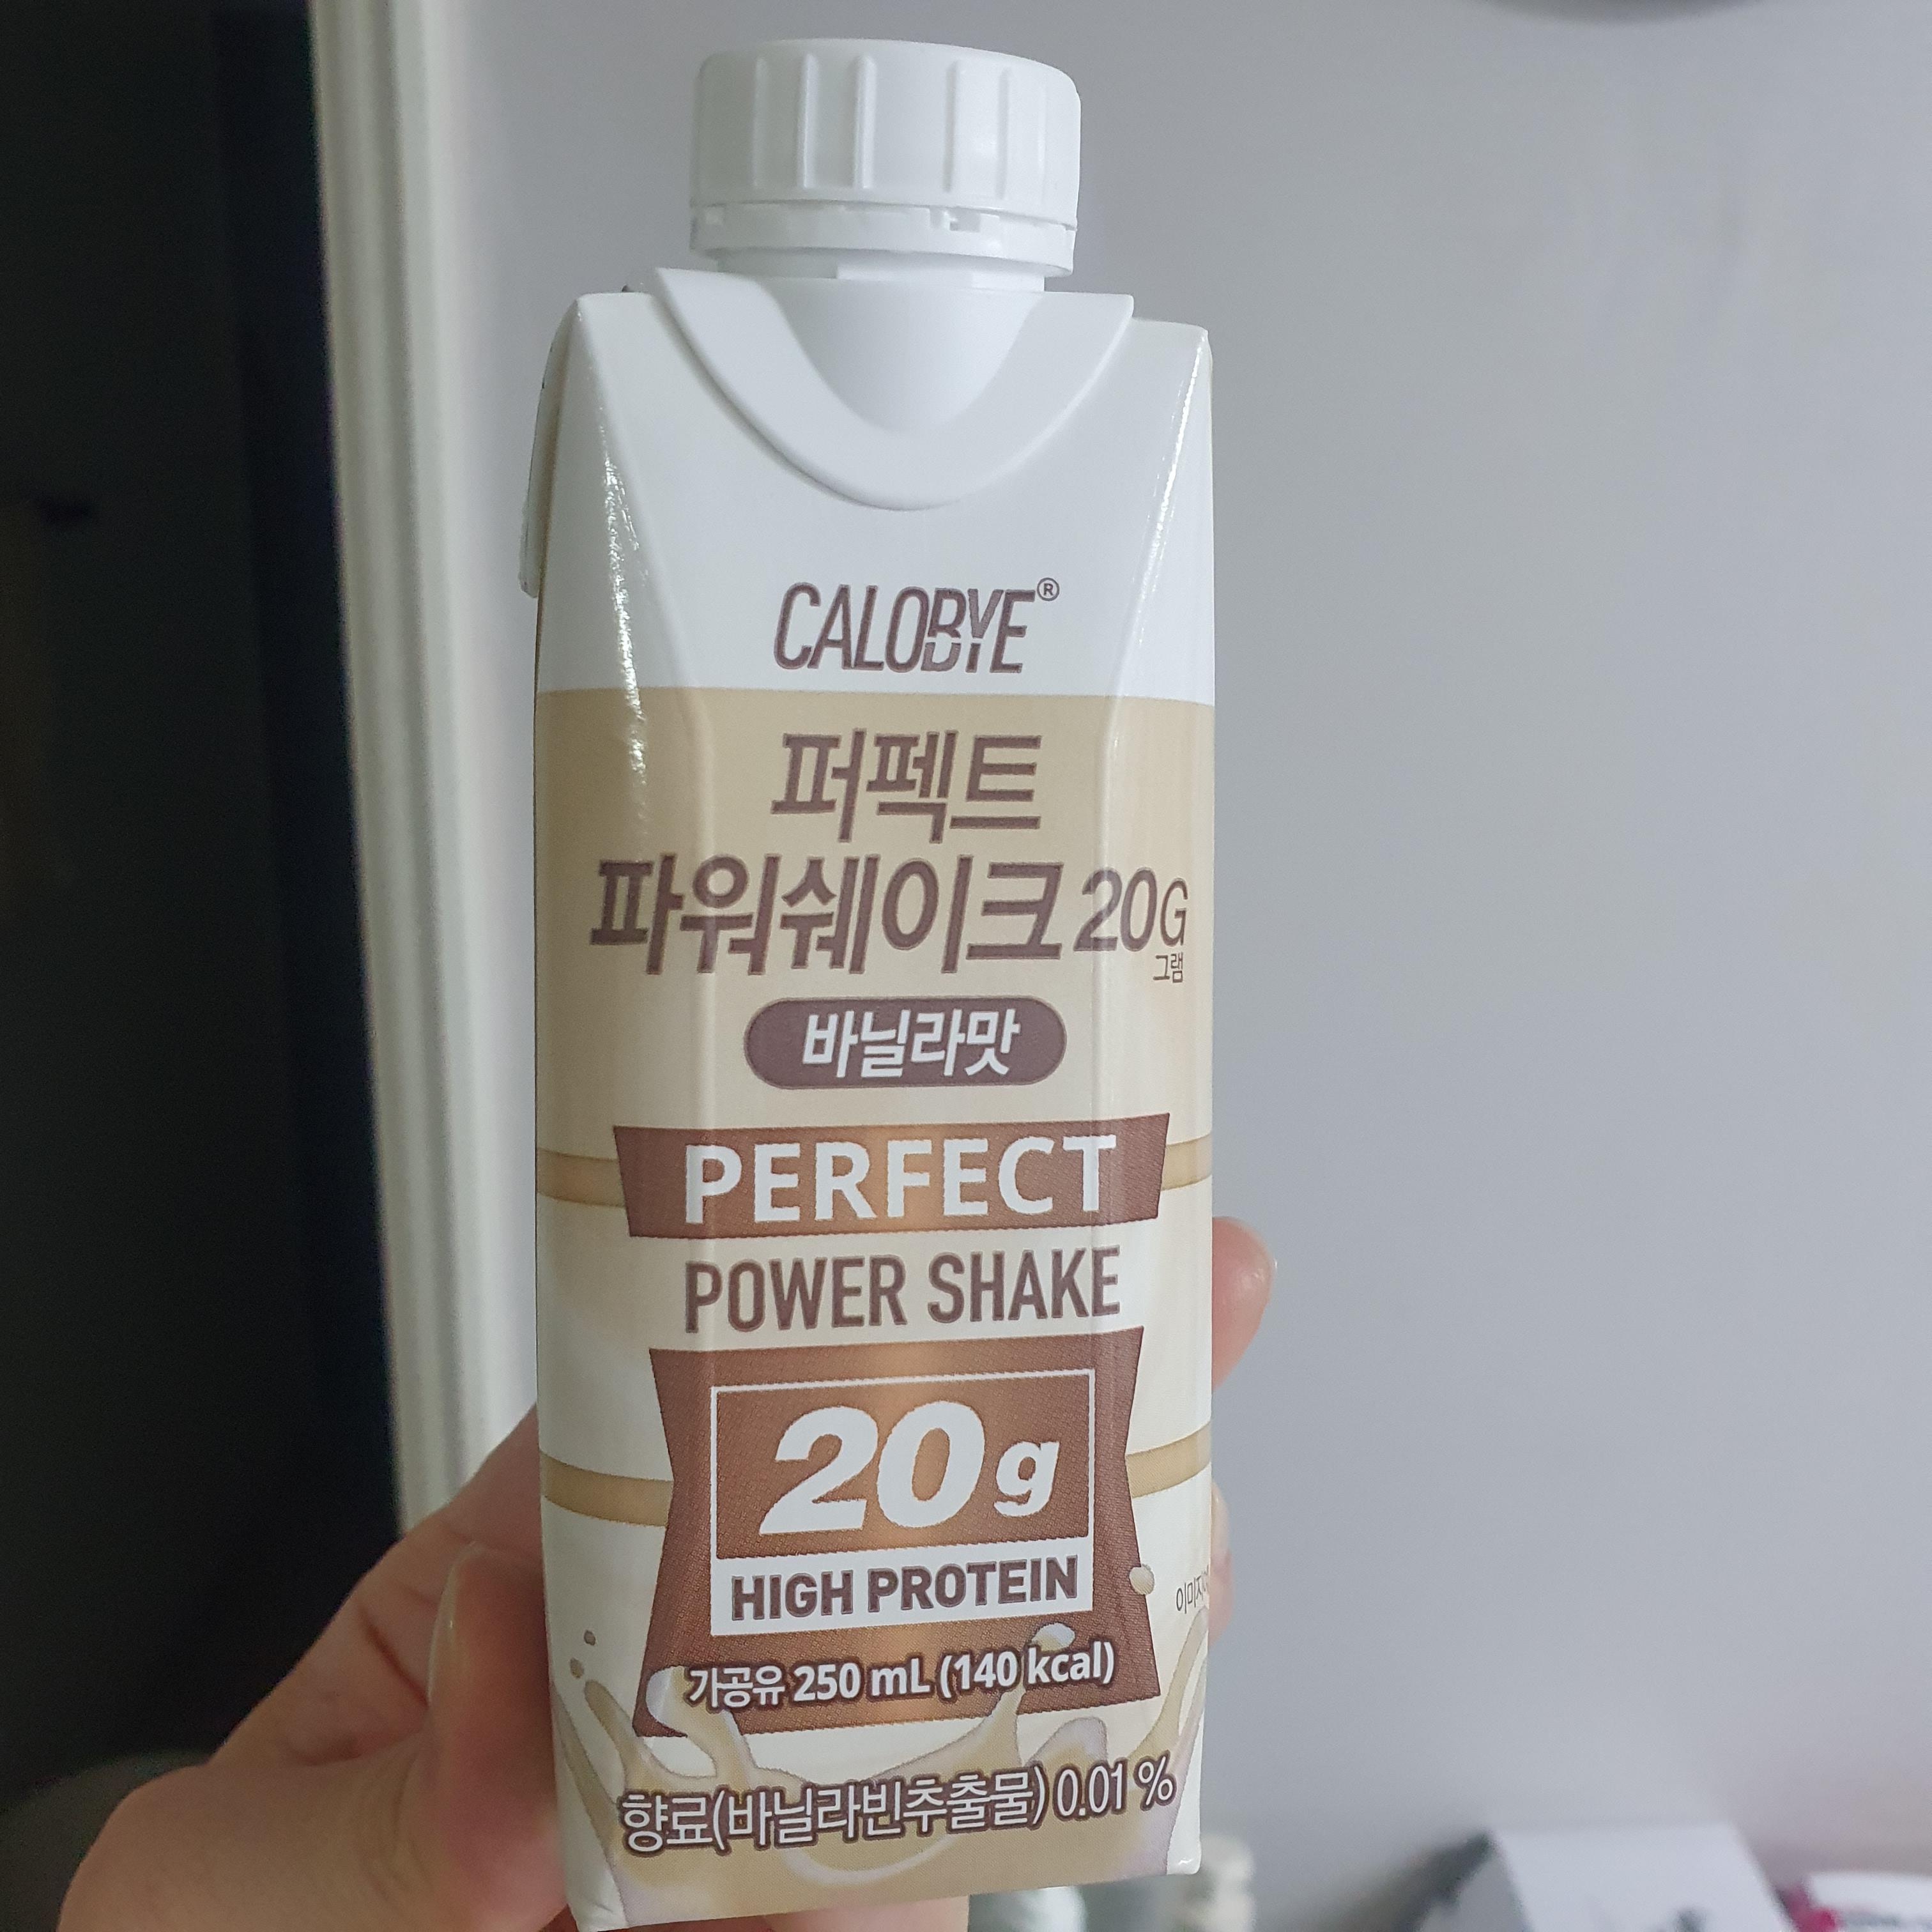 CALOBYE®
퍼펙트
파워쉐이크 20G
그램
바닐라맛
PERFECT
POWER SHAKE
20g
HIGH PROTEIN
가공유 250 mL (140 kcal)
향료(바닐라빈추출물) 0.01 %